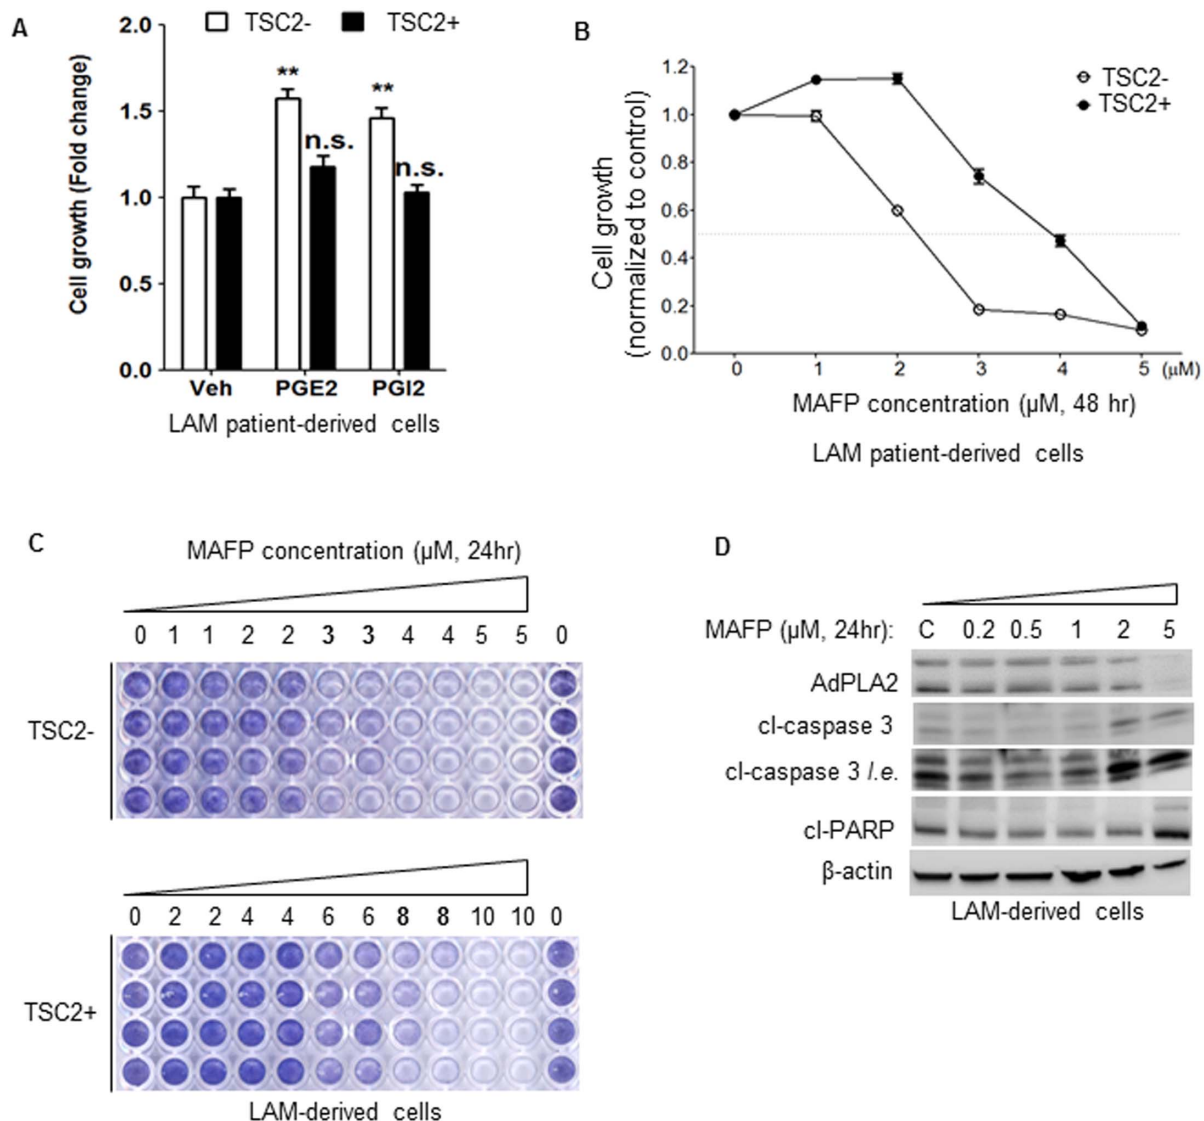 A
TSC2- TSC2+
Cell growth (Fold change)
2.0
1.5
1.0
0.5
0.0
** n.s. ** n.s.
Veh PGE2 PGI2
LAM patient-derived cells
B
TSC2-
TSC2+
Cell growth
(normalized to control)
1.2
1.0
0.8
0.6
0.4
0.2
0.0
0 1 2 3 4 5 (μM)
MAFP concentration (μM, 48 hr)
LAM patient-derived cells
C
MAFP concentration (μM, 24hr)
0 1 1 2 2 3 3 4 4 5 5 0
TSC2-
0 2 2 4 4 6 6 8 8 10 10 0
TSC2+
LAM-derived cells
D
MAFP (μM, 24hr): C 0.2 0.5 1 2 5
AdPLA2
cl-caspase 3
cl-caspase 3 l.e.
cl-PARP
β-actin
LAM-derived cells